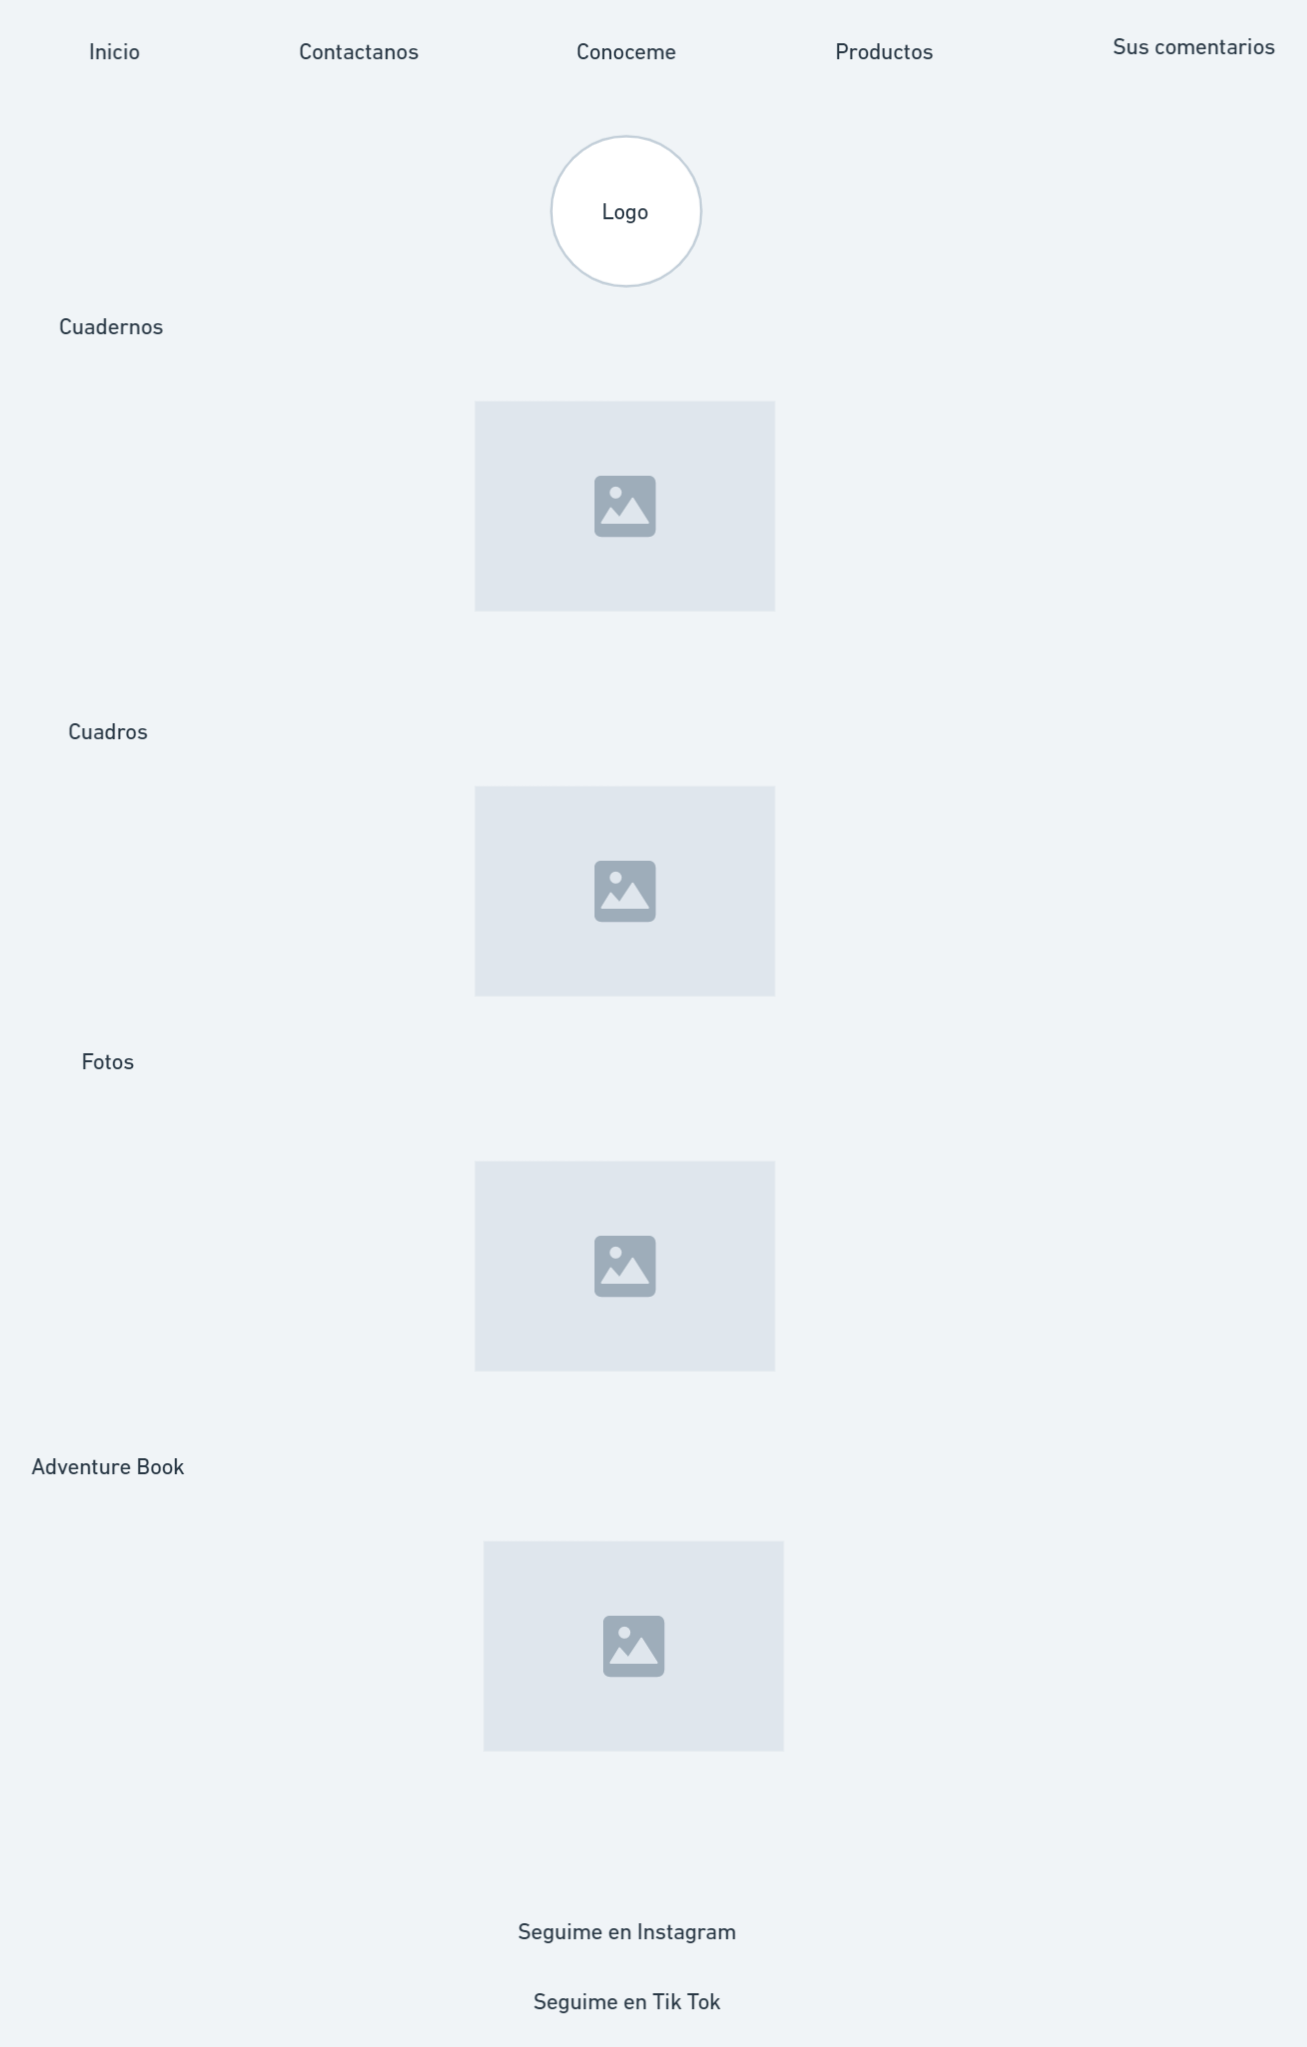 Inicio
Contactanos
Conoceme
Productos
Sus comentarios
Logo
Cuadernos
Cuadros
Fotos
Adventure Book
Seguime en Instagram
Seguime en Tik Tok